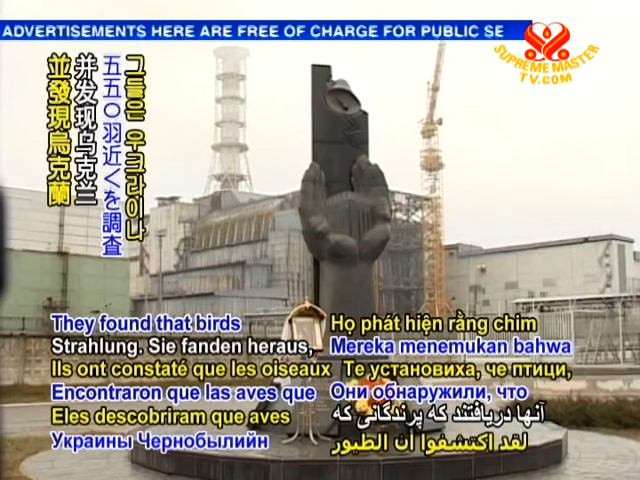 ADVERTISEMENTS HERE ARE FREE OF CHARGE FOR PUBLIC SE
SUPREME MASTER
TV.COM
그들은 우크라이나
五五〇羽近くを調査
并发现乌克兰
並發現烏克蘭
They found that birds
Strahlung. Sie fanden heraus,
Ils ont constaté que les oiseaux
Encontraron que las aves que
Eles descobriram que aves
Украины Чернобылийн
Họ phát hiện rằng chim
Mereka menemukan bahwa
Те установиха, че птици,
Они обнаружили, что
آنها دریافتند که پرندگانی که
لقد اكتشفوا أن الطيور